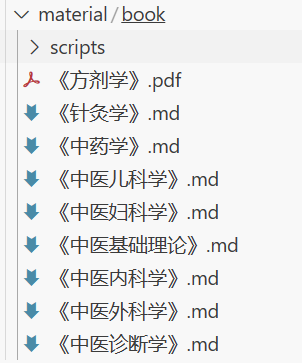 material / book
scripts
《方剂学》.pdf
《针灸学》.md
《中药学》.md
《中医儿科学》.md
《中医妇科学》.md
《中医基础理论》.md
《中医内科学》.md
《中医外科学》.md
《中医诊断学》.md